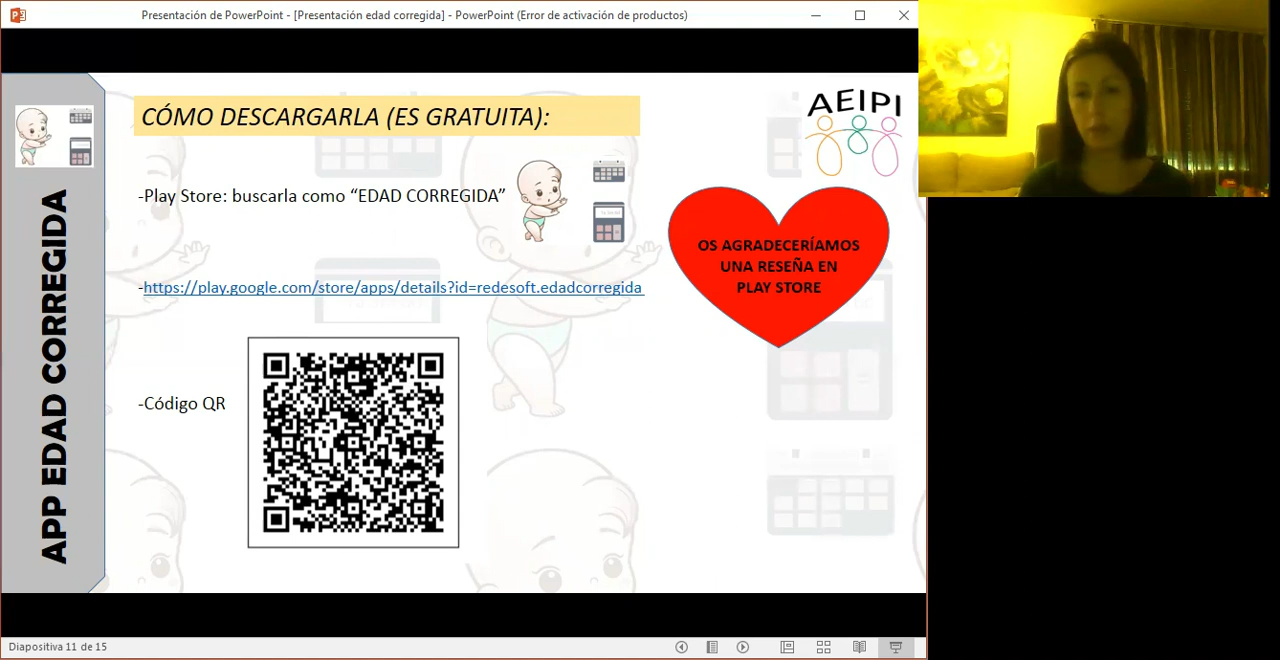 Presentación de PowerPoint - [Presentación edad corregida] - PowerPoint (Error de activación de productos)
APP EDAD CORREGIDA
CÓMO DESCARGARLA (ES GRATUITA):
AEIPI
-Play Store: buscarla como “EDAD CORREGIDA”
OS AGRADECERÍAMOS
UNA RESEÑA EN
PLAY STORE
-https://play.google.com/store/apps/details?id=redesoft.edadcorregida
-Código QR
Diapositiva 11 de 15